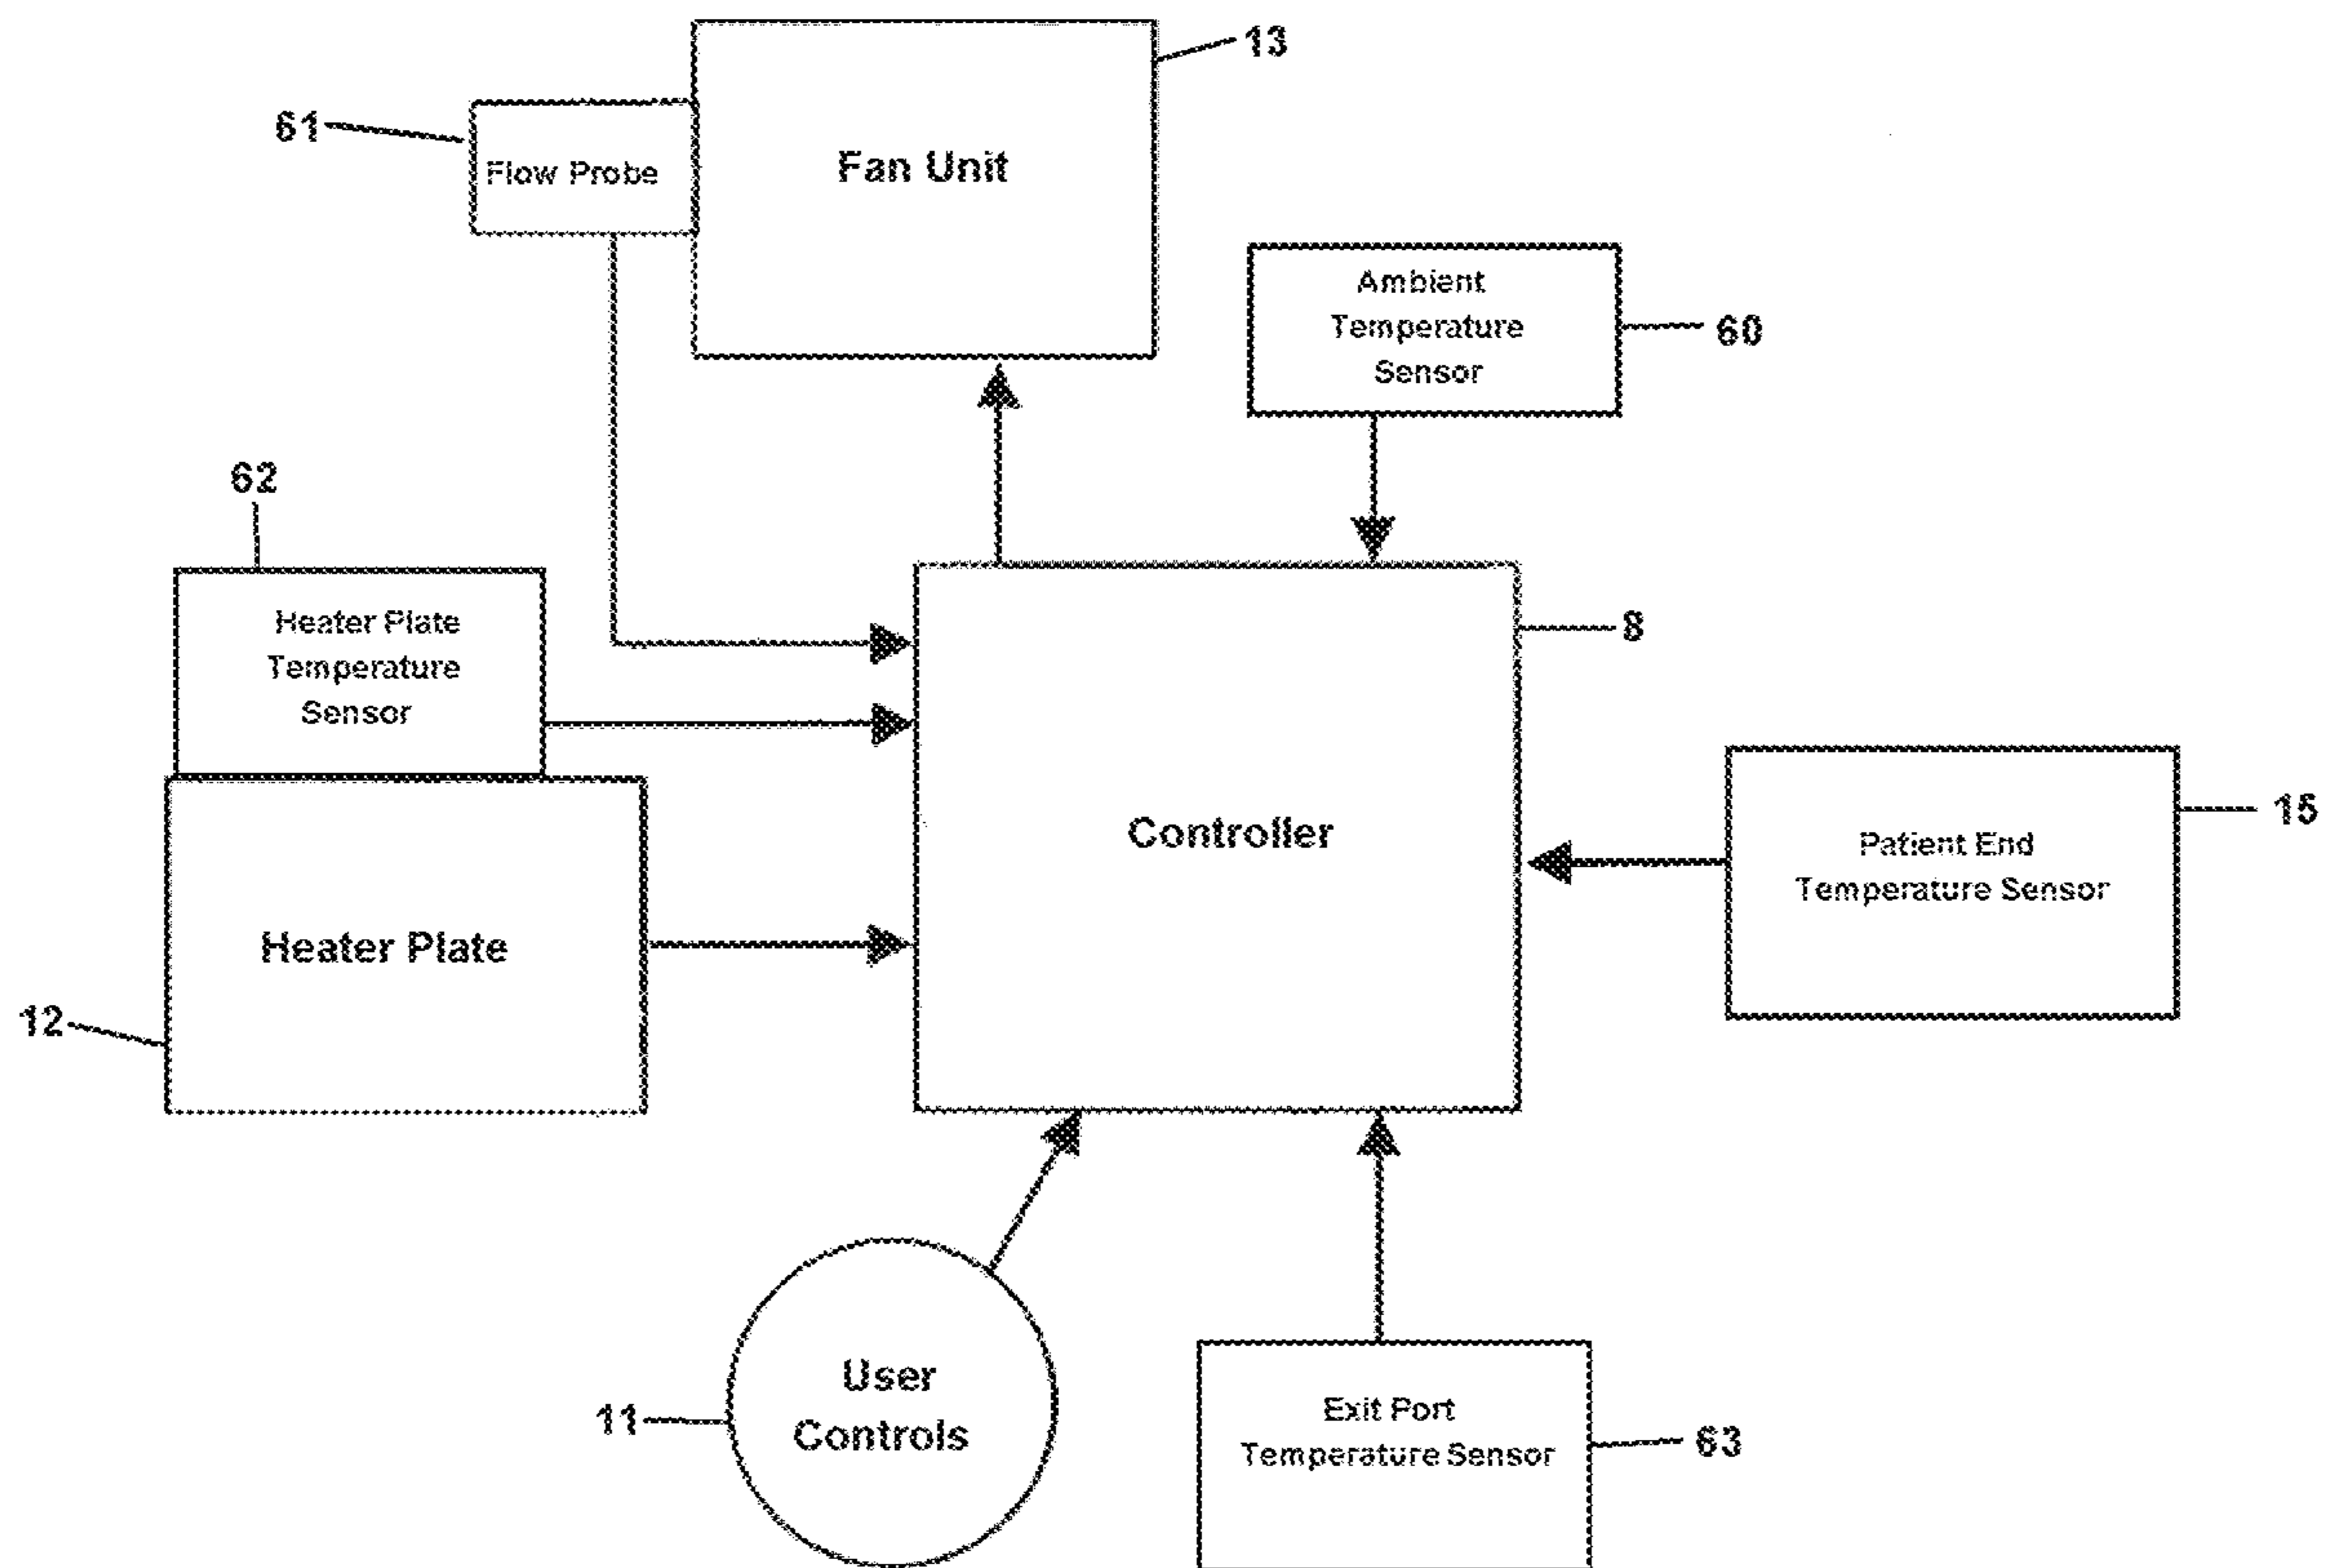 13
61
Flow Probe
Fan Unit
Ambient
Temperature
Sensor
60
62
Heater Plate
Temperature
Sensor
8
Controller
Patient End
Temperature Sensor
15
Heater Plate
12
User
Controls
11
Exit Port
Temperature Sensor
63